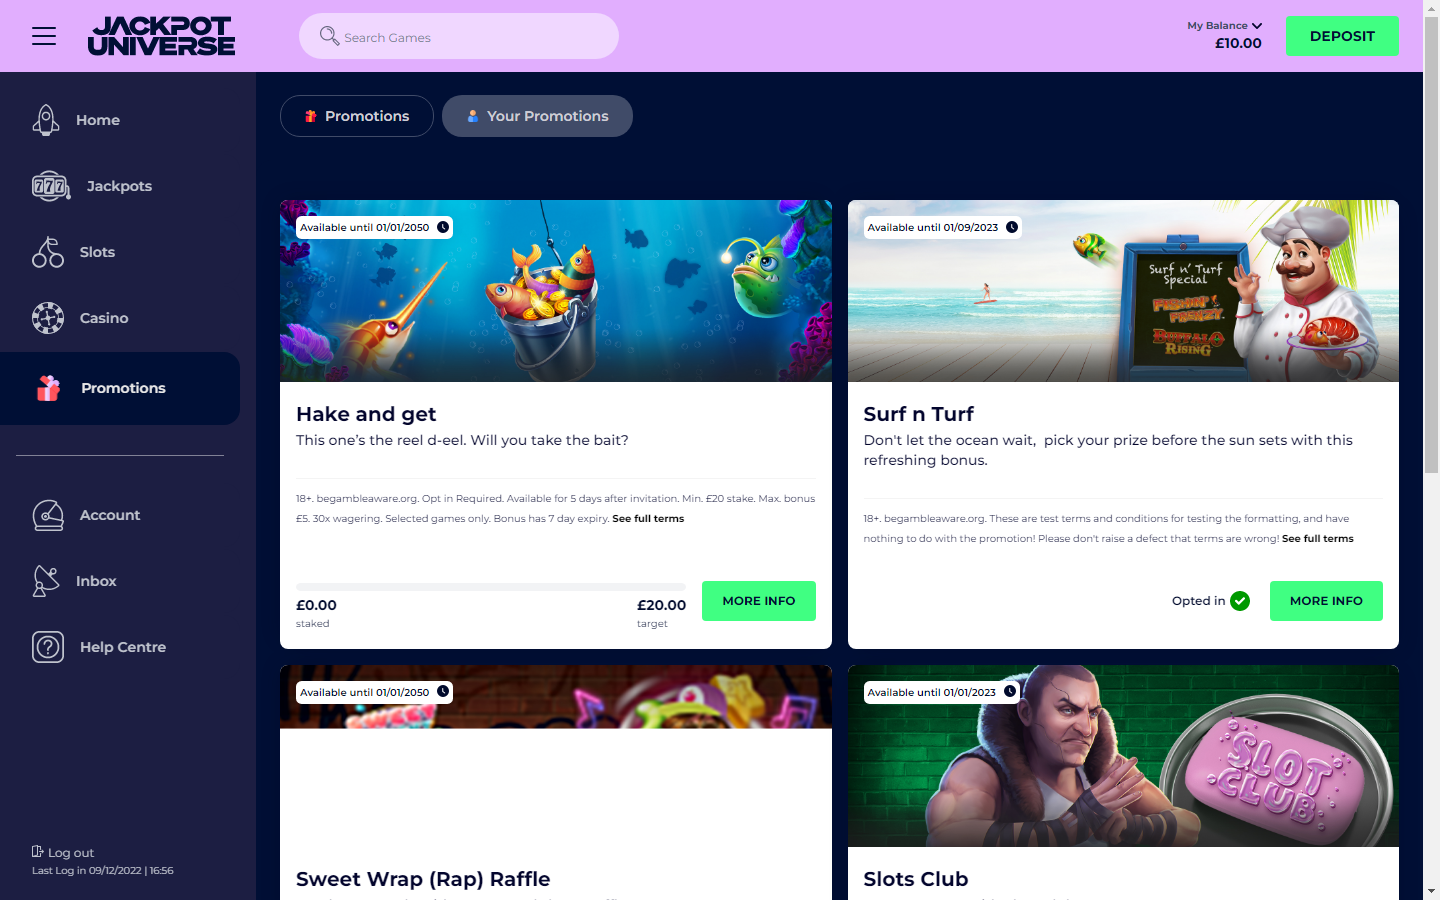 JACKPOT
UNIVERSE
Search Games
My Balance
£10.00
DEPOSIT
Home
Jackpots
Slots
Casino
Promotions
Account
Inbox
Help Centre
Log out
Last Log in 09/12/2022 | 16:56
Promotions
Your Promotions
Available until 01/01/2050
Hake and get
This one’s the reel d-eel. Will you take the bait?
18+. begambleaware.org. Opt in Required. Available for 5 days after invitation. Min. £20 stake. Max. bonus
£5. 30x wagering. Selected games only. Bonus has 7 day expiry. See full terms
£0.00
staked
£20.00
target
MORE INFO
Available until 01/09/2023
Surf n' Turf
Special
FISHIN'
FRENZY
BUFFALO
RISING
Surf n Turf
Don't let the ocean wait, pick your prize before the sun sets with this
refreshing bonus.
18+. begambleaware.org. These are test terms and conditions for testing the formatting, and have
nothing to do with the promotion! Please don't raise a defect that terms are wrong! See full terms
Opted in
MORE INFO
Available until 01/01/2050
Sweet Wrap (Rap) Raffle
Available until 01/01/2023
SLOT
CLUB
Slots Club